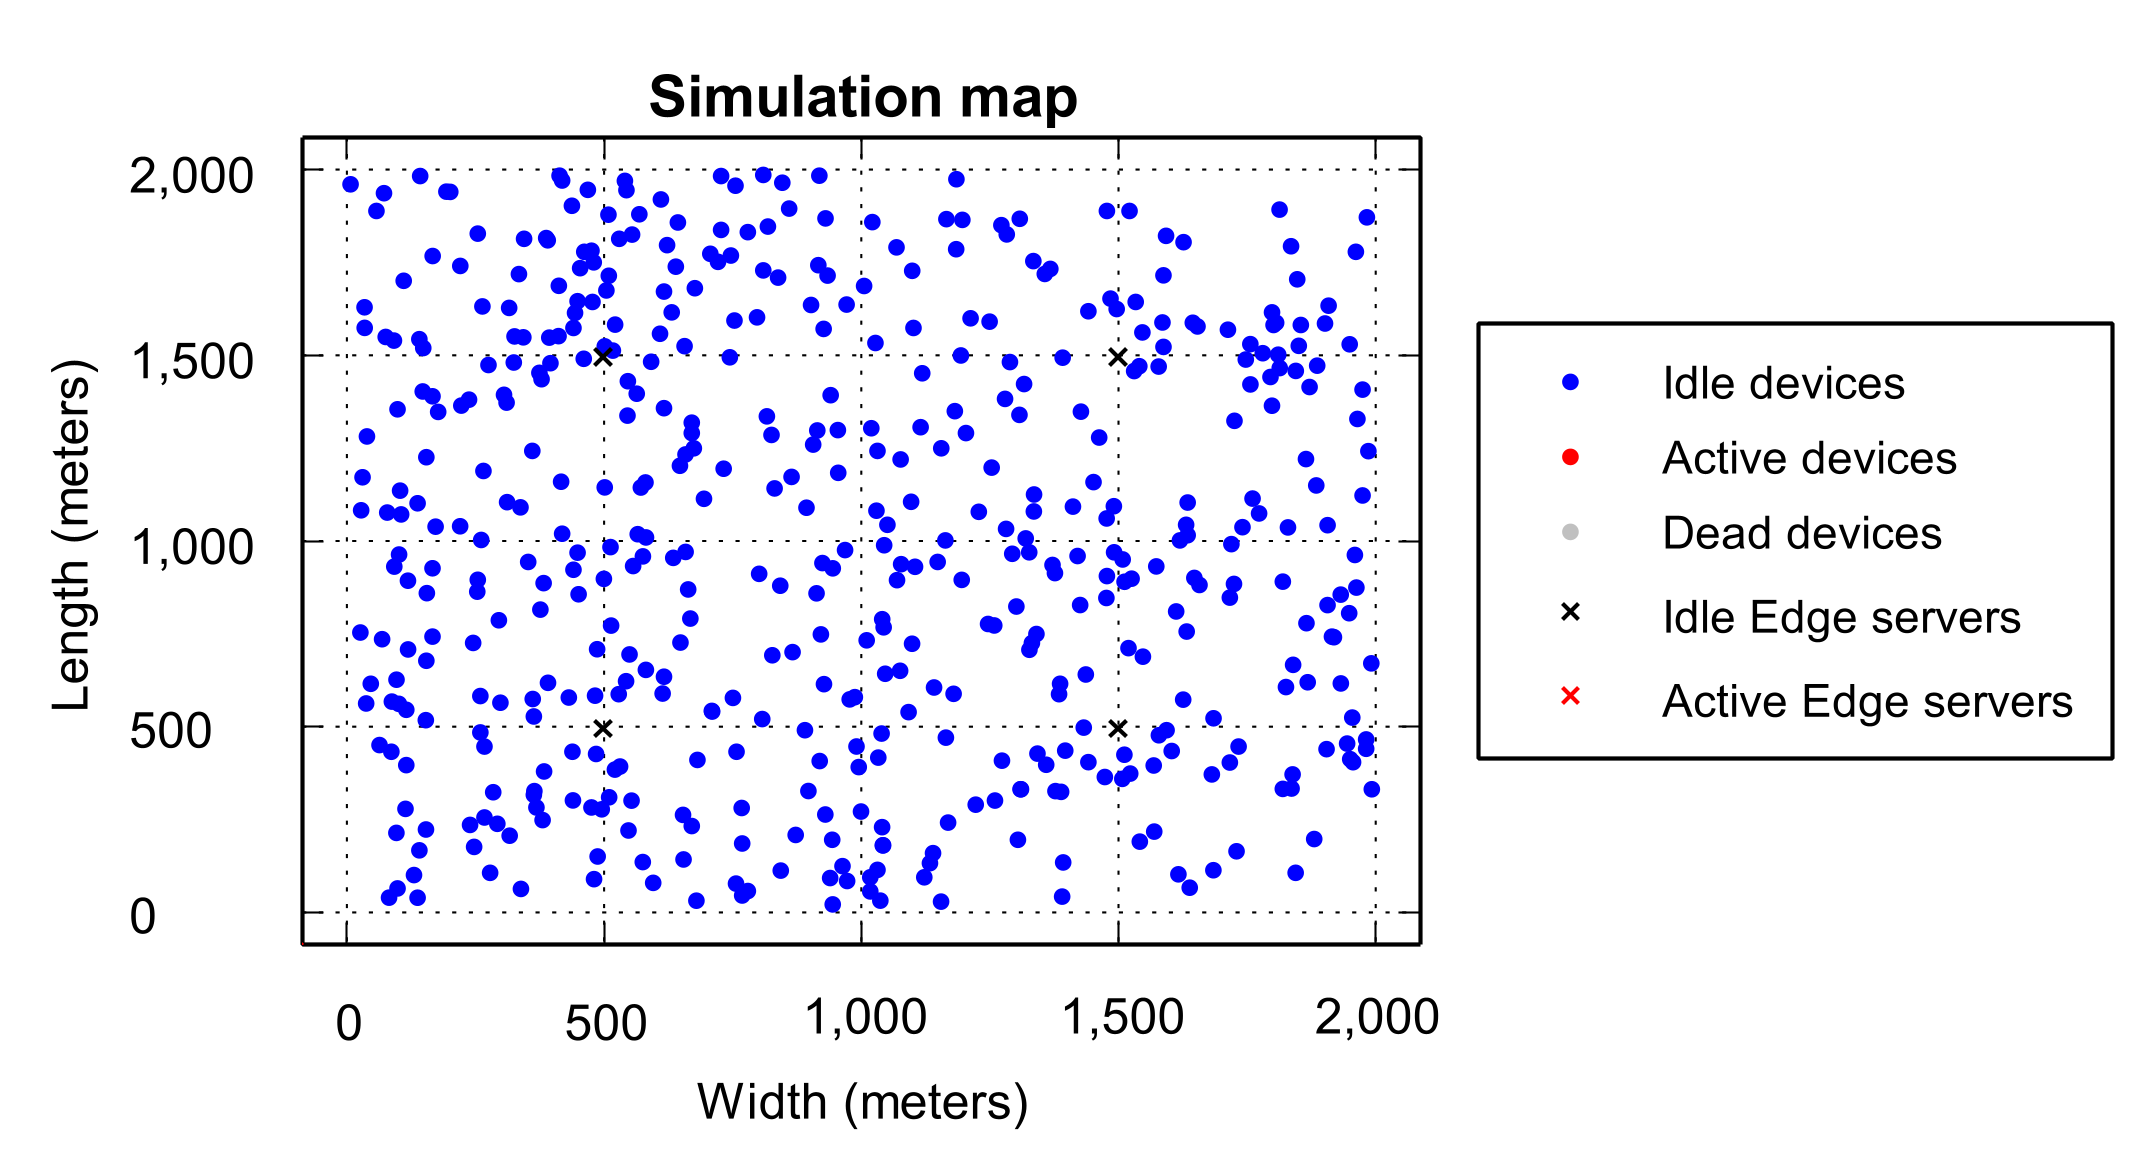 Simulation map
2,000
1,500
1,000
500
0
Length (meters)
0
500
1,000
1,500
2,000
Width (meters)
Idle devices
Active devices
Dead devices
Idle Edge servers
Active Edge servers